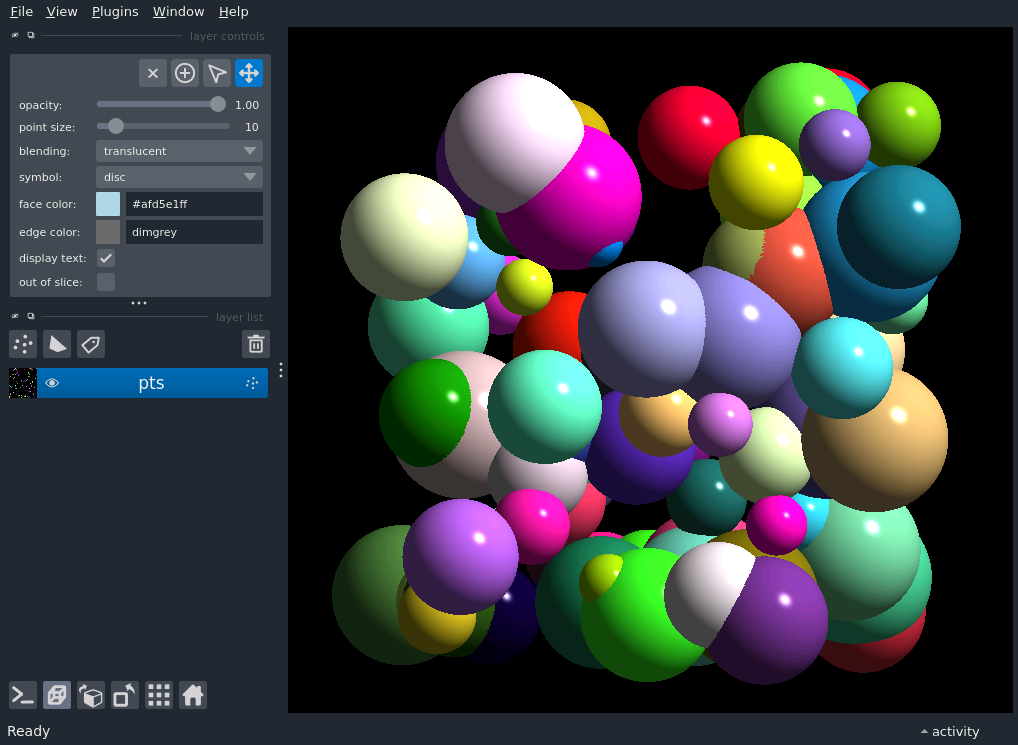 File View Plugins Window Help
layer controls
opacity: 1.00
point size: 10
blending: translucent
symbol: disc
face color: #afd5e1ff
edge color: dimgrey
display text:
out of slice:
layer list
pts
Ready
activity